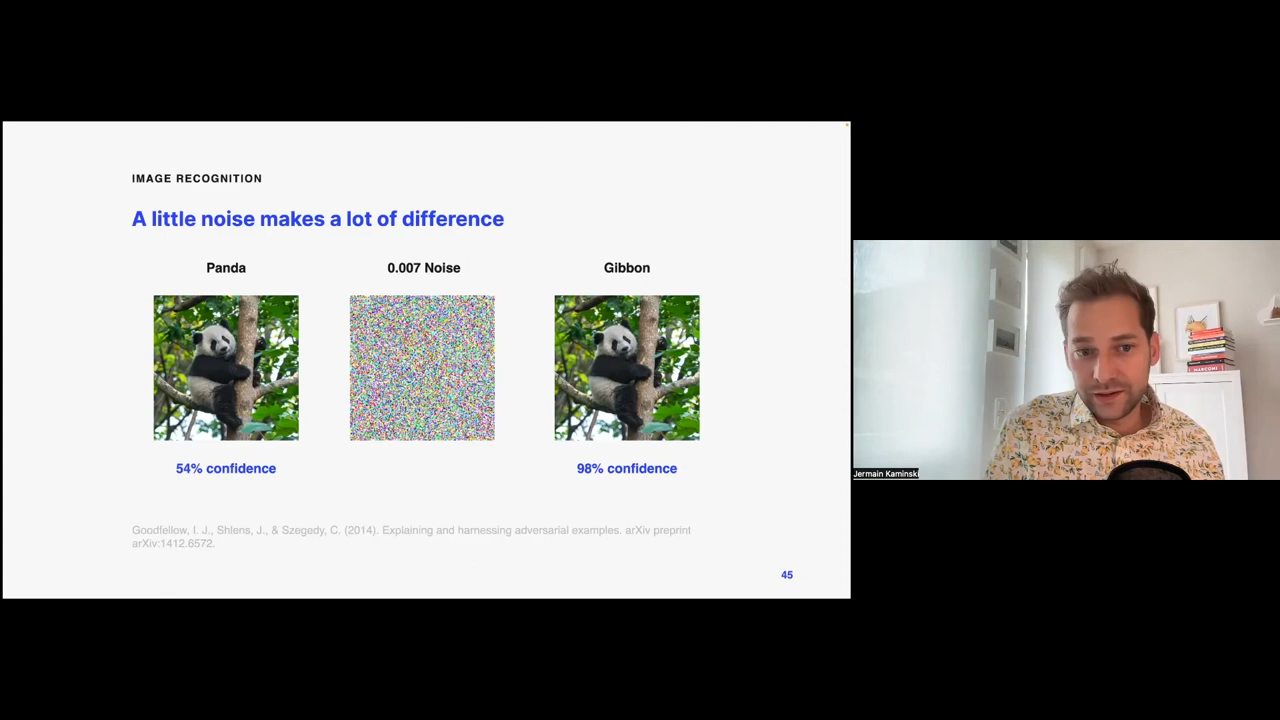 IMAGE RECOGNITION
A little noise makes a lot of difference
Panda
0.007 Noise
Gibbon
54% confidence
98% confidence
Goodfellow, I. J., Shlens, J., & Szegedy, C. (2014). Explaining and harnessing adversarial examples. arXiv preprint
arXiv:1412.6572.
45
MARCONI
Jermain Kaminski